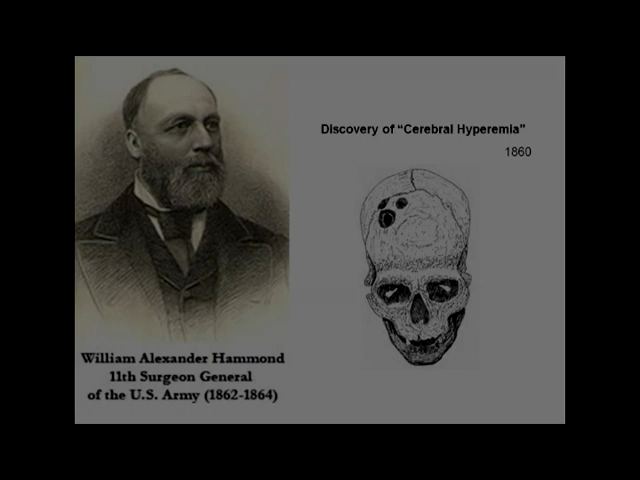 Discovery of “Cerebral Hyperemia”
1860
William Alexander Hammond
11th Surgeon General
of the U.S. Army (1862-1864)